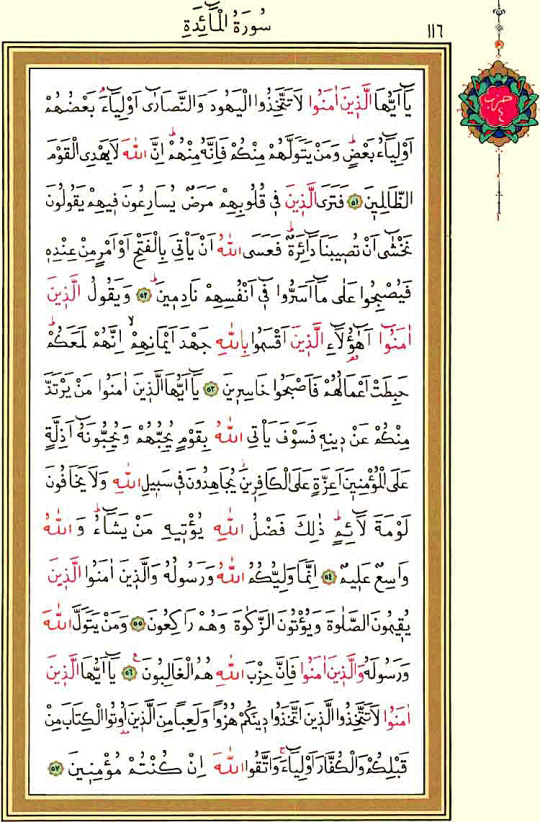 ١١٦
سُورَةُ الْمَٓائِدَةِ
حزب ٤
يَٓا اَيُّهَا الَّذ۪ينَ اٰمَنُوا لَا تَتَّخِذُوا الْيَهُودَ وَالنَّصَارٰٓى اَوْلِيَٓاءَۢ بَعْضُهُمْ
اَوْلِيَٓاءُ بَعْضٍۜ وَمَنْ يَتَوَلَّهُمْ مِنْكُمْ فَاِنَّهُ مِنْهُمْۜ اِنَّ اللّٰهَ لَا يَهْدِي الْقَوْمَ
الظَّالِم۪ينَ ﴿٥١﴾ فَتَرَى الَّذ۪ينَ ف۪ي قُلُوبِهِمْ مَرَضٌ يُسَارِعُونَ ف۪يهِمْ يَقُولُونَ
نَخْشٰٓى اَنْ تُص۪يبَنَا دَٓائِرَةٌۜ فَعَسَى اللّٰهُ اَنْ يَأْتِيَ بِالْفَتْحِ اَوْ اَمْرٍ مِنْ عِنْدِه۪
فَيُصْبِحُوا عَلٰى مَٓا اَسَرُّوا ف۪ٓي اَنْفُسِهِمْ نَادِم۪ينَۜ ﴿٥٢﴾ وَيَقُولُ الَّذ۪ينَ
اٰمَنُٓوا اَهٰٓؤُ۬لَٓاءِ الَّذ۪ينَ اَقْسَمُوا بِاللّٰهِ جَهْدَ اَيْمَانِهِمْۙ اِنَّهُمْ لَمَعَكُمْۜ
حَبِطَتْ اَعْمَالُهُمْ فَاَصْبَحُوا خَاسِر۪ينَ ﴿٥٣﴾ يَٓا اَيُّهَا الَّذ۪ينَ اٰمَنُوا مَنْ يَرْتَدَّ
مِنْكُمْ عَنْ د۪ينِه۪ فَسَوْفَ يَأْتِي اللّٰهُ بِقَوْمٍ يُحِبُّهُمْ وَيُحِبُّونَهُٓ اَذِلَّةٍ
عَلَى الْمُؤْمِن۪ينَ اَعِزَّةٍ عَلَى الْكَافِر۪ينَۘ يُجَاهِدُونَ ف۪ي سَب۪يلِ اللّٰهِ وَلَا يَخَافُونَ
لَوْمَةَ لَٓائِمٍۜ ذٰلِكَ فَضْلُ اللّٰهِ يُؤْت۪يهِ مَنْ يَشَٓاءُۜ وَاللّٰهُ
وَاسِعٌ عَل۪يمٌ ﴿٥٤﴾ اِنَّمَا وَلِيُّكُمُ اللّٰهُ وَرَسُولُهُ وَالَّذ۪ينَ اٰمَنُوا الَّذ۪ينَ
يُق۪يمُونَ الصَّلٰوةَ وَيُؤْتُونَ الزَّكٰوةَ وَهُمْ رَاكِعُونَ ﴿٥٥﴾ وَمَنْ يَتَوَلَّ اللّٰهَ
وَرَسُولَهُ وَالَّذ۪ينَ اٰمَنُوا فَاِنَّ حِزْبَ اللّٰهِ هُمُ الْغَالِبُونَ۟ ﴿٥٦﴾ يَٓا اَيُّهَا الَّذ۪ينَ
اٰمَنُوا لَا تَتَّخِذُوا الَّذ۪ينَ اتَّخَذُوا د۪ينَكُمْ هُزُوًا وَلَعِبًا مِنَ الَّذ۪ينَ اُو۫تُوا الْكِتَابَ مِنْ
قَبْلِكُمْ وَالْكُفَّارَ اَوْلِيَٓاءَۚ وَاتَّقُوا اللّٰهَ اِنْ كُنْتُمْ مُؤْمِن۪ينَ ﴿٥٧﴾